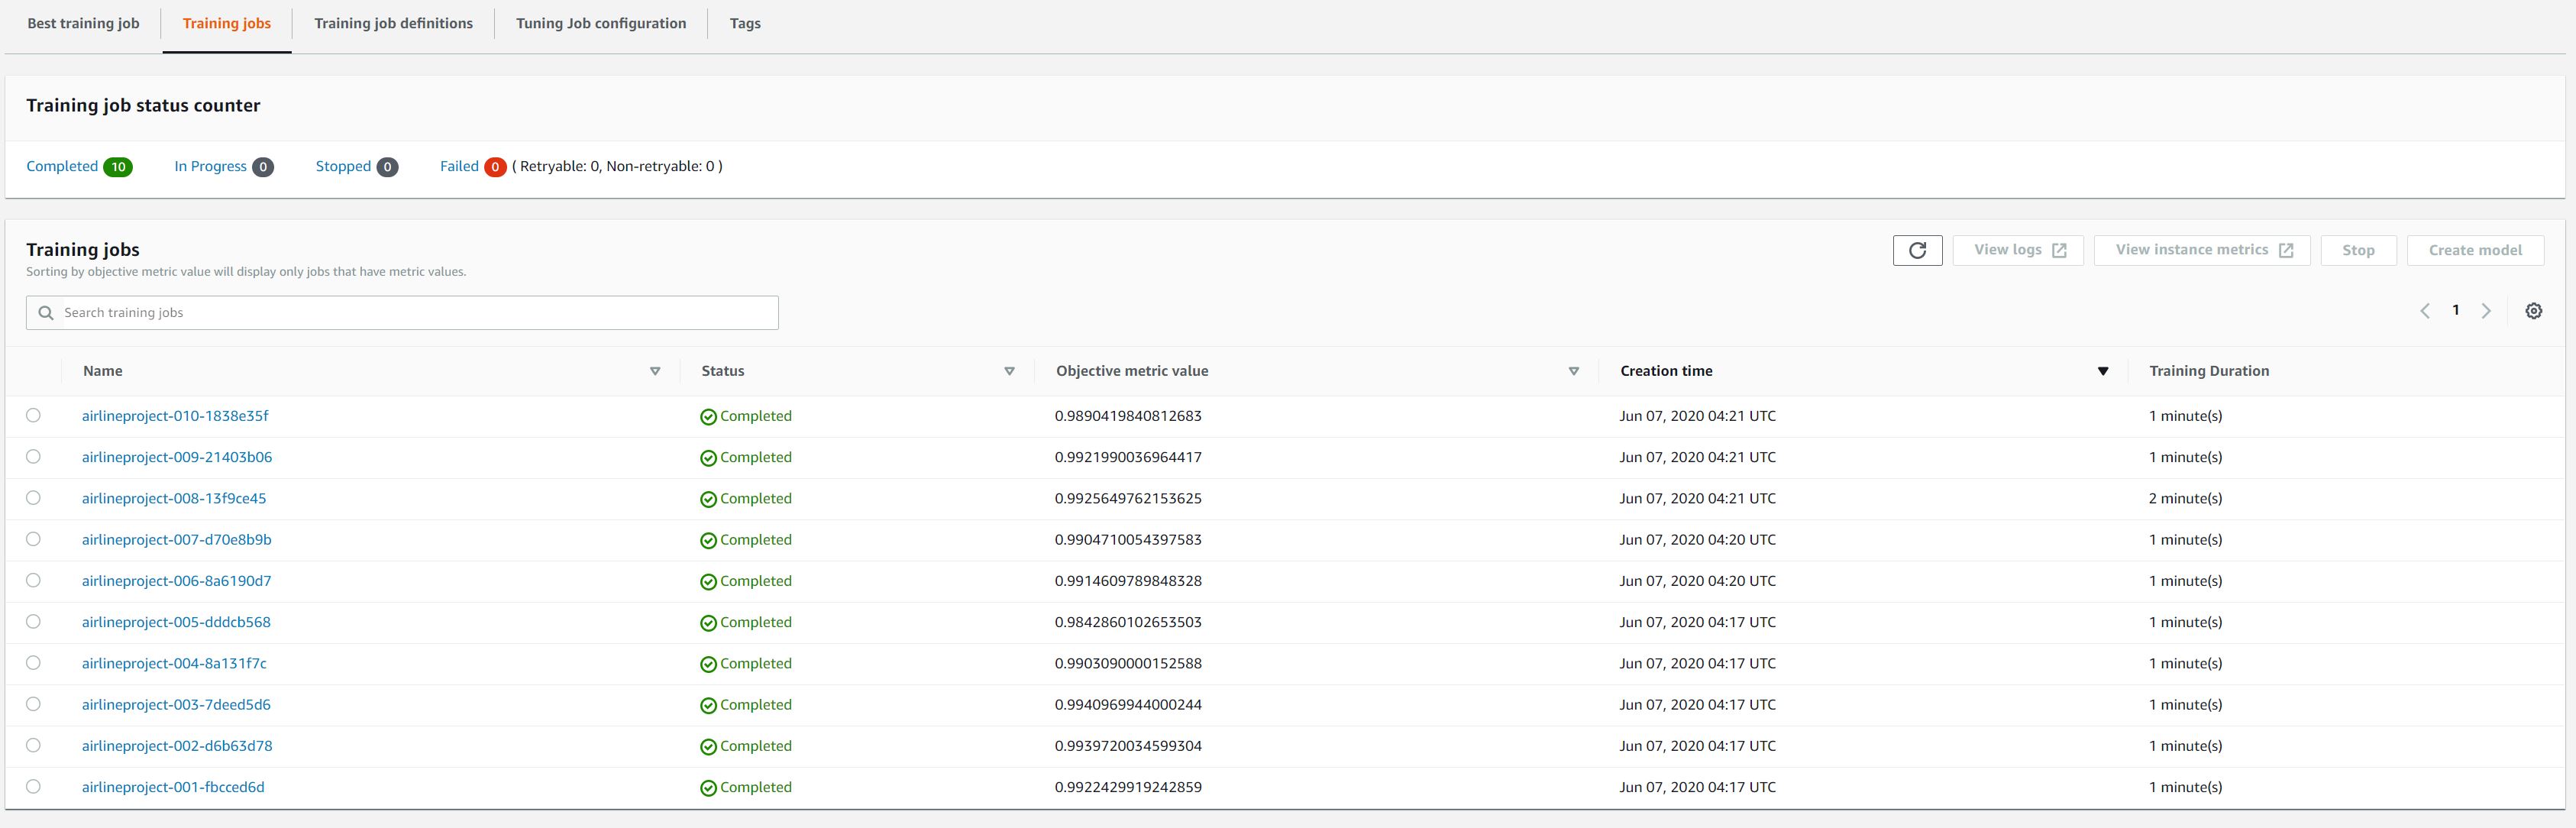 Best training job Training jobs Training job definitions Tuning Job configuration Tags
Training job status counter
Completed 10 In Progress 0 Stopped 0 Failed 0 ( Retryable: 0, Non-retryable: 0 )
Training jobs
Sorting by objective metric value will display only jobs that have metric values.
View logs View instance metrics Stop Create model
Search training jobs
1
Name Status Objective metric value Creation time Training Duration
airlineproject-010-1838e35f Completed 0.9890419840812683 Jun 07, 2020 04:21 UTC 1 minute(s)
airlineproject-009-21403b06 Completed 0.9921990036964417 Jun 07, 2020 04:21 UTC 1 minute(s)
airlineproject-008-13f9ce45 Completed 0.9925649762153625 Jun 07, 2020 04:21 UTC 2 minute(s)
airlineproject-007-d70e8b9b Completed 0.9904710054397583 Jun 07, 2020 04:20 UTC 1 minute(s)
airlineproject-006-8a6190d7 Completed 0.9914609789848328 Jun 07, 2020 04:20 UTC 1 minute(s)
airlineproject-005-dddcb568 Completed 0.9842860102653503 Jun 07, 2020 04:17 UTC 1 minute(s)
airlineproject-004-8a131f7c Completed 0.9903090000152588 Jun 07, 2020 04:17 UTC 1 minute(s)
airlineproject-003-7deed5d6 Completed 0.9940969944000244 Jun 07, 2020 04:17 UTC 1 minute(s)
airlineproject-002-d6b63d78 Completed 0.9939720034599304 Jun 07, 2020 04:17 UTC 1 minute(s)
airlineproject-001-fbcced6d Completed 0.9922429919242859 Jun 07, 2020 04:17 UTC 1 minute(s)